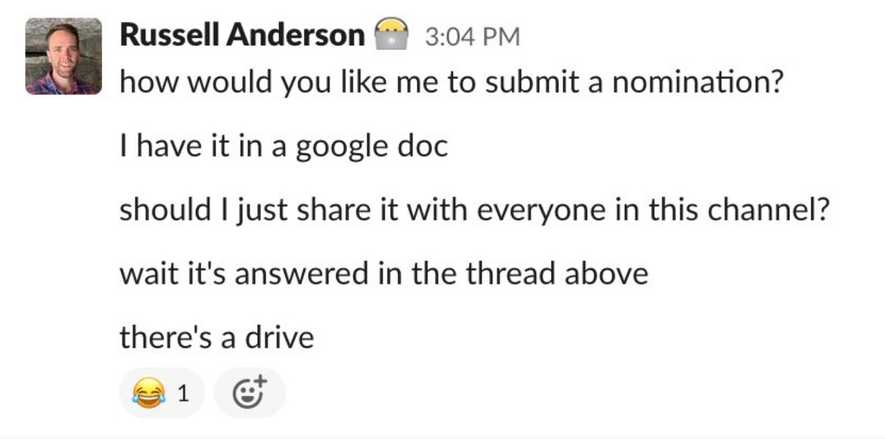 Russell Anderson 3:04 PM
how would you like me to submit a nomination?
I have it in a google doc
should I just share it with everyone in this channel?
wait it's answered in the thread above
there's a drive
1